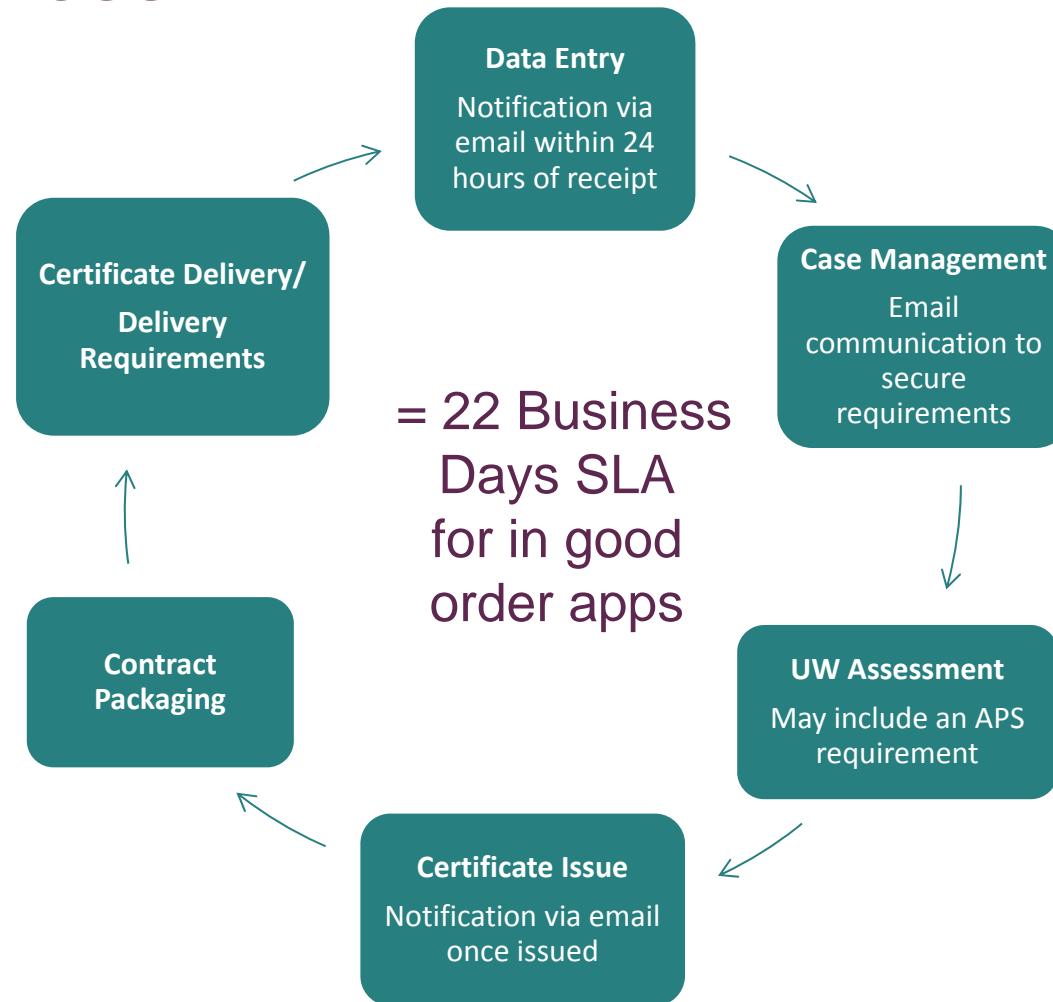 Data Entry
Notification via
email within 24
hours of receipt
Case Management
Email
communication to
secure
requirements
UW Assessment
May include an APS
requirement
Certificate Issue
Notification via email
once issued
Contract
Packaging
Certificate Delivery/
Delivery
Requirements
= 22 Business
Days SLA
for in good
order apps